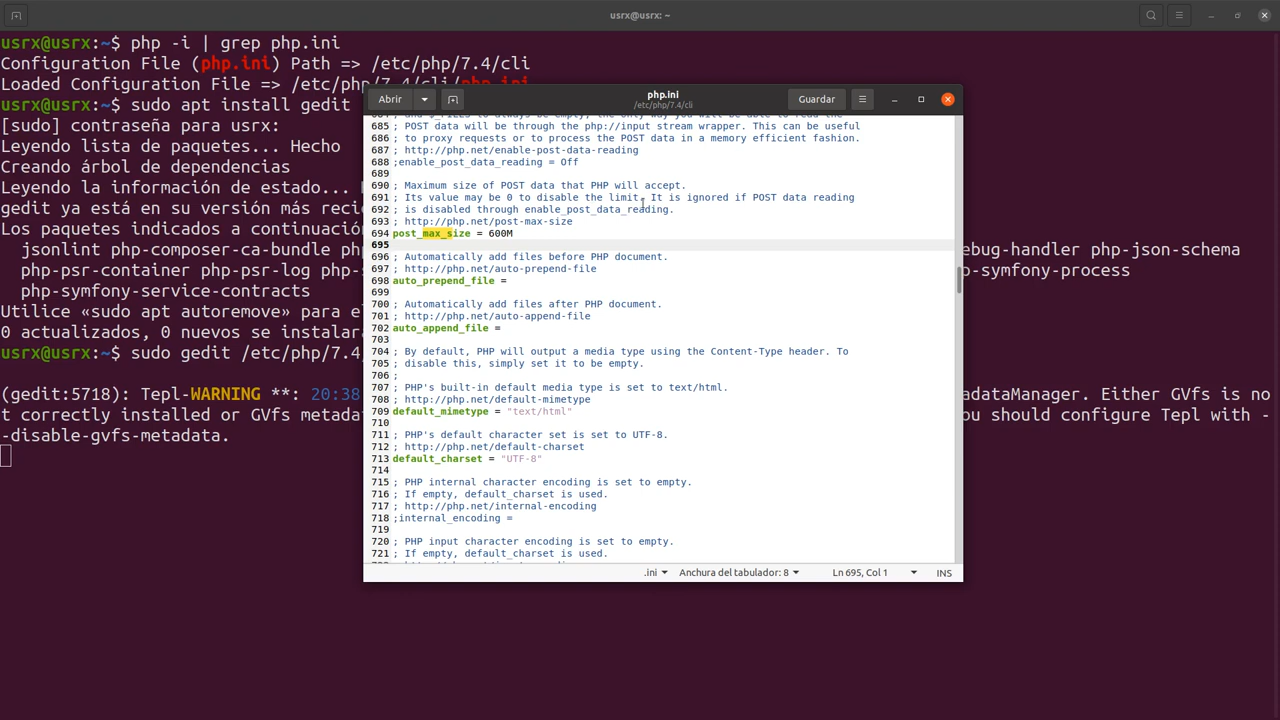 usrx@usrx: ~
usrx@usrx:~$ php -i | grep php.ini
Configuration File (php.ini) Path => /etc/php/7.4/cli
Loaded Configuration File => /etc/php/7.4/cli/php.ini
usrx@usrx:~$ sudo apt install gedit
[sudo] contraseña para usrx:
Leyendo lista de paquetes... Hecho
Creando árbol de dependencias
Leyendo la información de estado...
gedit ya está en su versión más reci
Los paquetes indicados a continuación
jsonlint php-composer-ca-bundle php
ebug-handler php-json-schema
php-psr-container php-psr-log php-s
p-symfony-process
php-symfony-service-contracts
Utilice «sudo apt autoremove» para el
0 actualizados, 0 nuevos se instalar
usrx@usrx:~$ sudo gedit /etc/php/7.4
(gedit:5718): Tepl-WARNING **: 20:38
adataManager. Either GVfs is no
t correctly installed or GVfs metada
ou should configure Tepl with -
-disable-gvfs-metadata.
Abrir
php.ini
/etc/php/7.4/cli
Guardar
685 ; POST data will be through the php://input stream wrapper. This can be useful
686 ; to proxy requests or to process the POST data in a memory efficient fashion.
687 ; http://php.net/enable-post-data-reading
688 ;enable_post_data_reading = Off
689
690 ; Maximum size of POST data that PHP will accept.
691 ; Its value may be 0 to disable the limit. It is ignored if POST data reading
692 ; is disabled through enable_post_data_reading.
693 ; http://php.net/post-max-size
694 post_max_size = 600M
695
696 ; Automatically add files before PHP document.
697 ; http://php.net/auto-prepend-file
698 auto_prepend_file =
699
700 ; Automatically add files after PHP document.
701 ; http://php.net/auto-append-file
702 auto_append_file =
703
704 ; By default, PHP will output a media type using the Content-Type header. To
705 ; disable this, simply set it to be empty.
706 ;
707 ; PHP's built-in default media type is set to text/html.
708 ; http://php.net/default-mimetype
709 default_mimetype = "text/html"
710
711 ; PHP's default character set is set to UTF-8.
712 ; http://php.net/default-charset
713 default_charset = "UTF-8"
714
715 ; PHP internal character encoding is set to empty.
716 ; If empty, default_charset is used.
717 ; http://php.net/internal-encoding
718 ;internal_encoding =
719
720 ; PHP input character encoding is set to empty.
721 ; If empty, default_charset is used.
.ini
Anchura del tabulador: 8
Ln 695, Col 1
INS